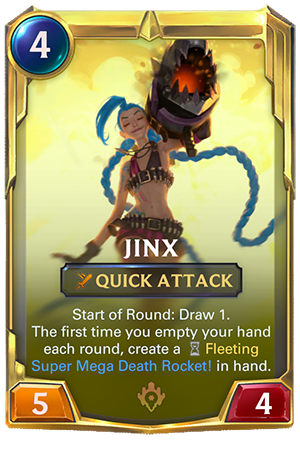 4
JINX
QUICK ATTACK
Start of Round: Draw 1.
The first time you empty your hand
each round, create a Fleeting
Super Mega Death Rocket! in hand.
5
4